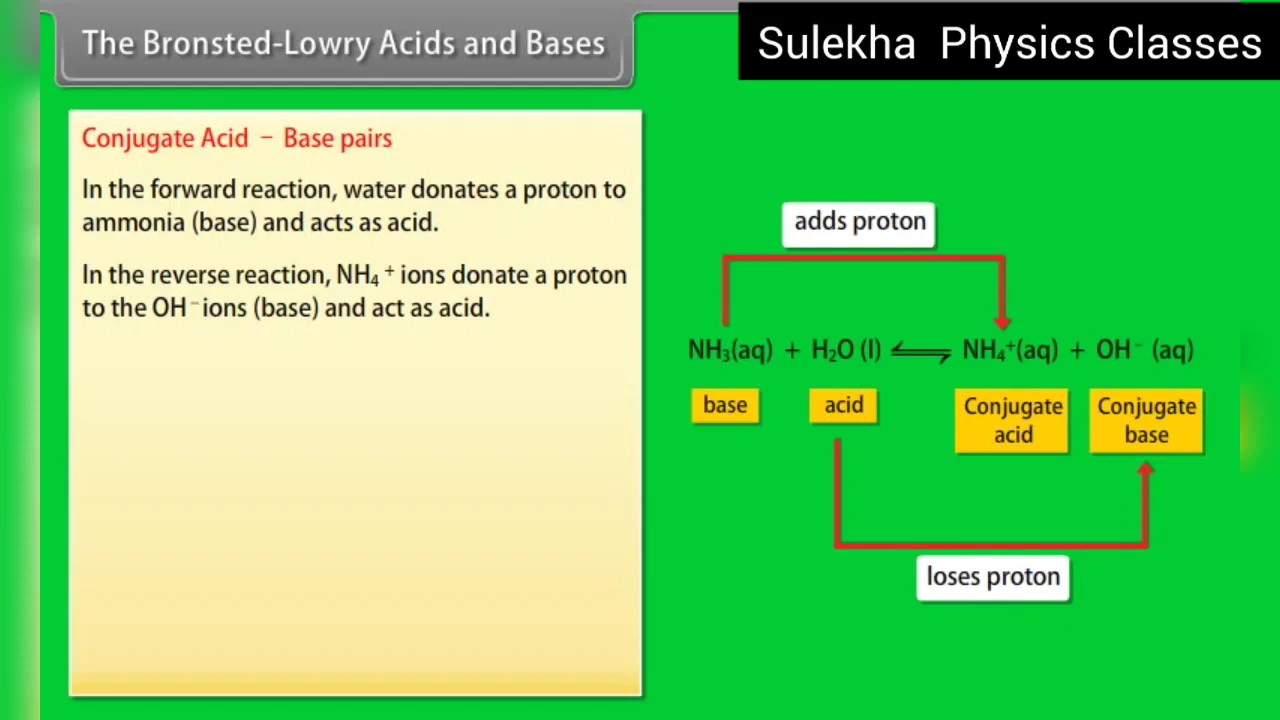 The Bronsted-Lowry Acids and Bases
Sulekha Physics Classes
Conjugate Acid – Base pairs
In the forward reaction, water donates a proton to
ammonia (base) and acts as acid.
In the reverse reaction, NH₄⁺ ions donate a proton
to the OH⁻ ions (base) and act as acid.
adds proton
NH₃(aq) + H₂O (l) ⇌ NH₄⁺(aq) + OH⁻ (aq)
base
acid
Conjugate
acid
Conjugate
base
loses proton